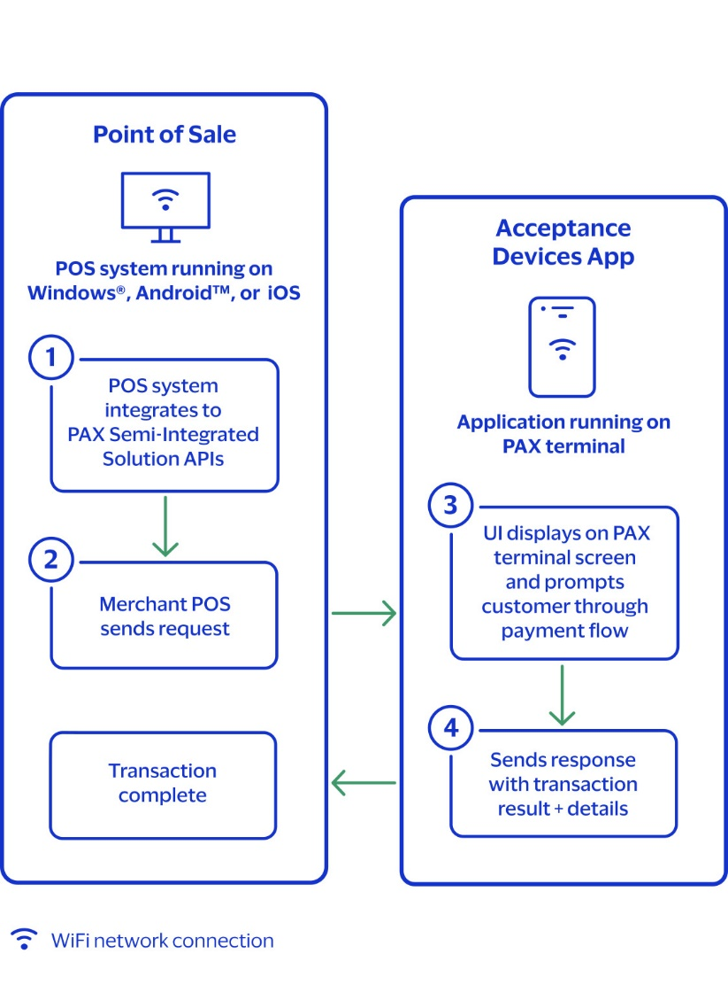 Point of Sale
POS system running on
Windows®, Android™, or iOS
1
POS system
integrates to
PAX Semi-Integrated
Solution APIs
2
Merchant POS
sends request
Transaction
complete
Acceptance
Devices App
Application running on
PAX terminal
3
UI displays on PAX
terminal screen
and prompts
customer through
payment flow
4
Sends response
with transaction
result + details
WiFi network connection